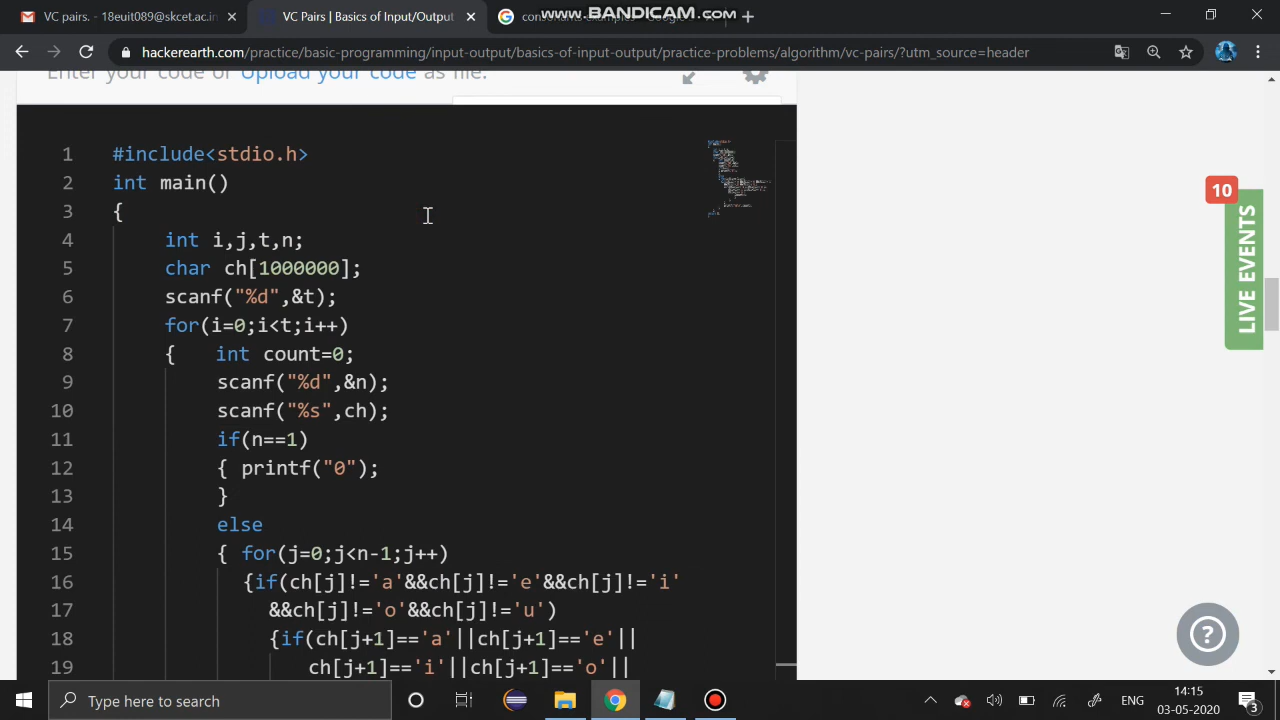 VC Pairs. - 18euit089@skcet.ac.in
VC Pairs | Basics of Input/Output
www.BANDICAM.com
hackerearth.com/practice/basic-programming/input-output/basics-of-input-output/practice-problems/algorithm/vc-pairs/?utm_source=header
Enter your code or Upload your code as file.
1 #include<stdio.h>
2 int main()
3 {
4 int i,j,t,n;
5 char ch[1000000];
6 scanf("%d",&t);
7 for(i=0;i<t;i++)
8 { int count=0;
9 scanf("%d",&n);
10 scanf("%s",ch);
11 if(n==1)
12 { printf("0");
13 }
14 else
15 { for(j=0;j<n-1;j++)
16 {if(ch[j]!='a'&&ch[j]!='e'&&ch[j]!='i'
17 &&ch[j]!='o'&&ch[j]!='u')
18 {if(ch[j+1]=='a'||ch[j+1]=='e'||
19 ch[j+1]=='i'||ch[j+1]=='o'||
10
LIVE EVENTS
?
Type here to search
ENG
14:15
03-05-2020
3